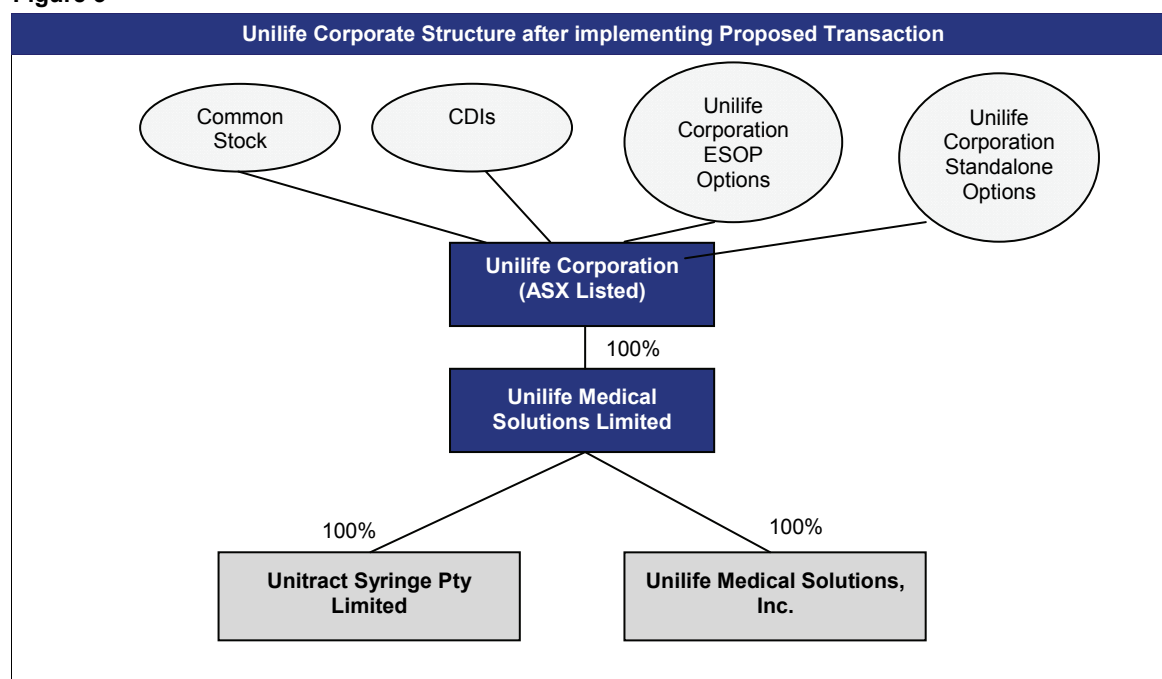 Unilife Corporate Structure after implementing Proposed Transaction
Common
Stock
CDIs
Unilife
Corporation
ESOP
Options
Unilife
Corporation
Standalone
Options
Unilife Corporation
(ASX Listed)
100%
Unilife Medical
Solutions Limited
100%
100%
Unitract Syringe Pty
Limited
Unilife Medical Solutions,
Inc.